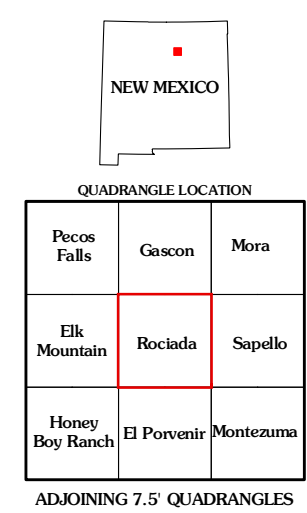 NEW MEXICO
QUADRANGLE LOCATION
Pecos
Falls
Gascon
Mora
Elk
Mountain
Rociada
Sapello
Honey
Boy Ranch
El Porvenir
Montezuma
ADJOINING 7.5' QUADRANGLES